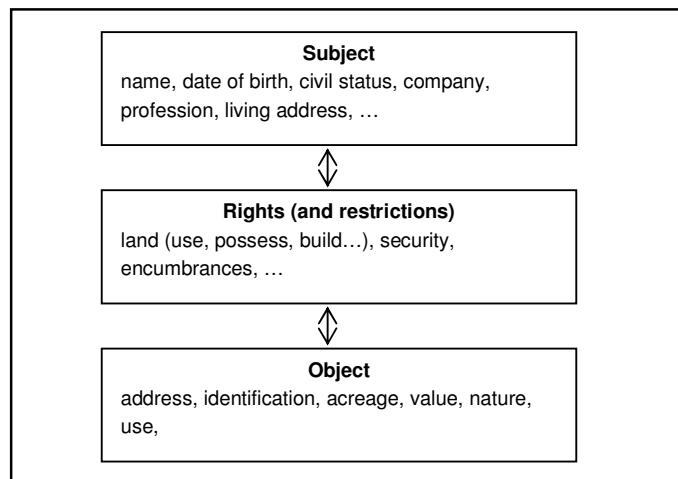 Subject
name, date of birth, civil status, company,
profession, living address, …
Rights (and restrictions)
land (use, possess, build…), security,
encumbrances, …
Object
address, identification, acreage, value, nature,
use,